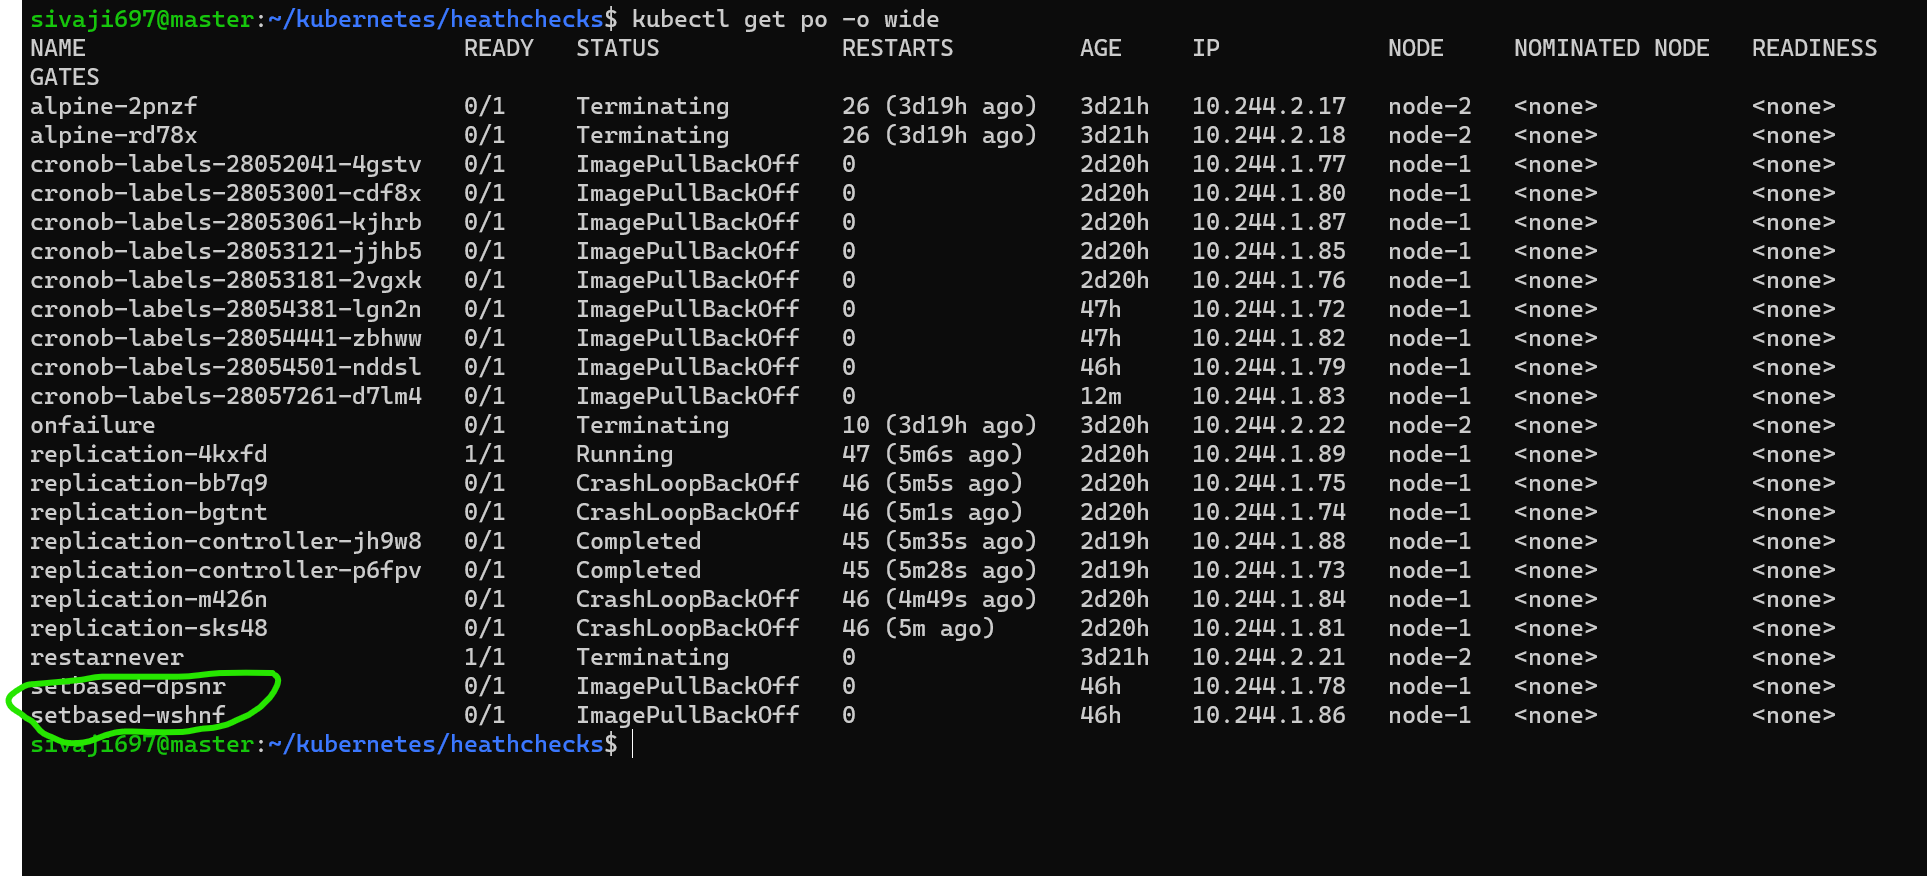 sivaji697@master:~/kubernetes/heathchecks$ kubectl get po -o wide
NAME READY STATUS RESTARTS AGE IP NODE NOMINATED NODE READINESS
GATES
alpine-2pnzf 0/1 Terminating 26 (3d19h ago) 3d21h 10.244.2.17 node-2 <none> <none>
alpine-rd78x 0/1 Terminating 26 (3d19h ago) 3d21h 10.244.2.18 node-2 <none> <none>
cronob-labels-28052041-4gstv 0/1 ImagePullBackOff 0 2d20h 10.244.1.77 node-1 <none> <none>
cronob-labels-28053001-cdf8x 0/1 ImagePullBackOff 0 2d20h 10.244.1.80 node-1 <none> <none>
cronob-labels-28053061-kjhrb 0/1 ImagePullBackOff 0 2d20h 10.244.1.87 node-1 <none> <none>
cronob-labels-28053121-jjhb5 0/1 ImagePullBackOff 0 2d20h 10.244.1.85 node-1 <none> <none>
cronob-labels-28053181-2vgxk 0/1 ImagePullBackOff 0 2d20h 10.244.1.76 node-1 <none> <none>
cronob-labels-28054381-lgn2n 0/1 ImagePullBackOff 0 47h 10.244.1.72 node-1 <none> <none>
cronob-labels-28054441-zbhww 0/1 ImagePullBackOff 0 47h 10.244.1.82 node-1 <none> <none>
cronob-labels-28054501-nddsl 0/1 ImagePullBackOff 0 46h 10.244.1.79 node-1 <none> <none>
cronob-labels-28057261-d7lm4 0/1 ImagePullBackOff 0 12m 10.244.1.83 node-1 <none> <none>
onfailure 0/1 Terminating 10 (3d19h ago) 3d20h 10.244.2.22 node-2 <none> <none>
replication-4kxfd 1/1 Running 47 (5m6s ago) 2d20h 10.244.1.89 node-1 <none> <none>
replication-bb7q9 0/1 CrashLoopBackOff 46 (5m5s ago) 2d20h 10.244.1.75 node-1 <none> <none>
replication-bgtnt 0/1 CrashLoopBackOff 46 (5m1s ago) 2d20h 10.244.1.74 node-1 <none> <none>
replication-controller-jh9w8 0/1 Completed 45 (5m35s ago) 2d19h 10.244.1.88 node-1 <none> <none>
replication-controller-p6fpv 0/1 Completed 45 (5m28s ago) 2d19h 10.244.1.73 node-1 <none> <none>
replication-m426n 0/1 CrashLoopBackOff 46 (4m49s ago) 2d20h 10.244.1.84 node-1 <none> <none>
replication-sks48 0/1 CrashLoopBackOff 46 (5m ago) 2d20h 10.244.1.81 node-1 <none> <none>
restarnever 1/1 Terminating 0 3d21h 10.244.2.21 node-2 <none> <none>
setbased-dpsnr 0/1 ImagePullBackOff 0 46h 10.244.1.78 node-1 <none> <none>
setbased-wshnf 0/1 ImagePullBackOff 0 46h 10.244.1.86 node-1 <none> <none>
sivaji697@master:~/kubernetes/heathchecks$